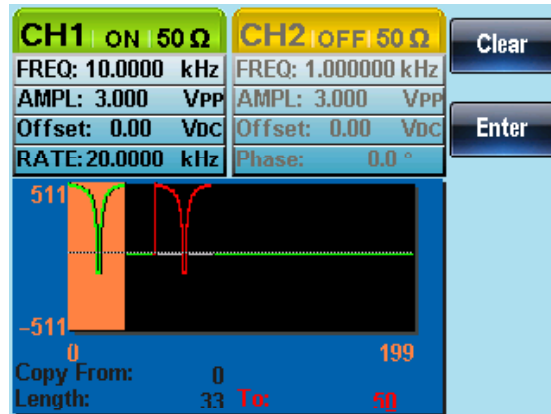 CH1 ON 50 Ω CH2 OFF 50 Ω Clear
FREQ: 10.0000 kHz FREQ: 1.000000 kHz
AMPL: 3.000 VPP AMPL: 3.000 VPP
Offset: 0.00 VDC Offset: 0.00 VDC Enter
RATE: 20.0000 kHz Phase: 0.0 °
511
-511
0 199
Copy From: 0
Length: 33 To: 50